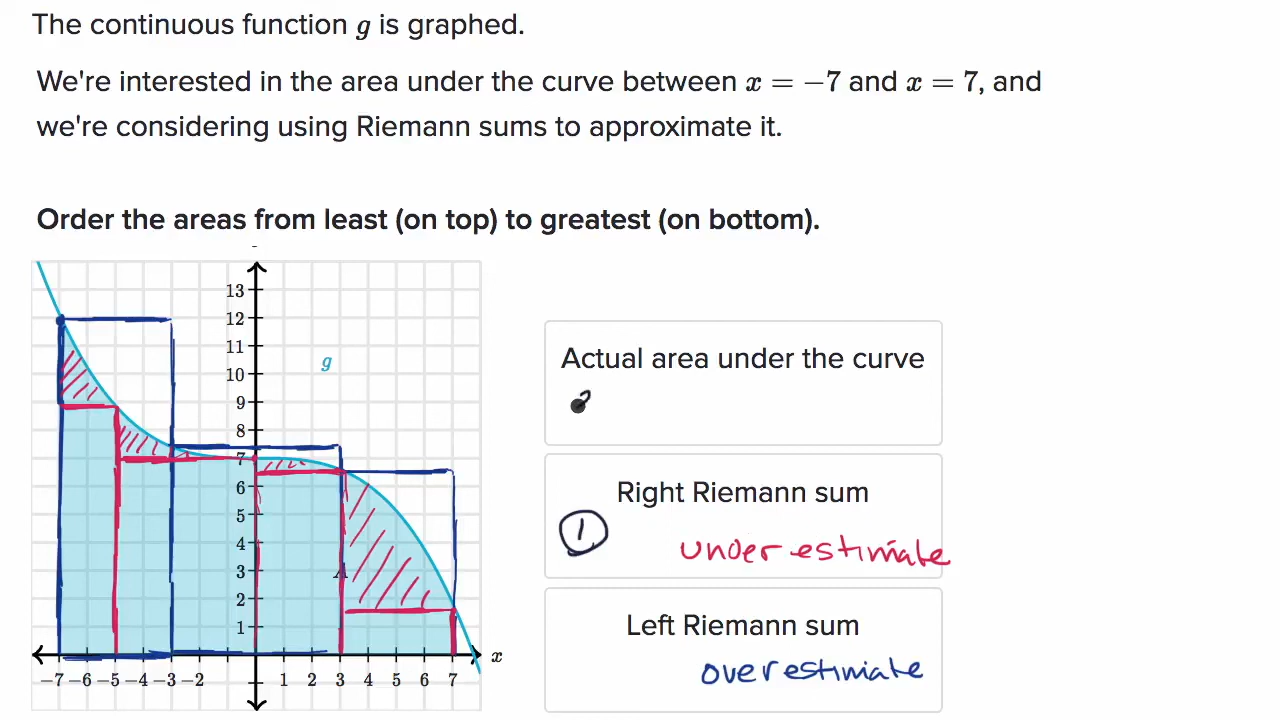 The continuous function g is graphed.
We're interested in the area under the curve between x = −7 and x = 7, and
we're considering using Riemann sums to approximate it.
Order the areas from least (on top) to greatest (on bottom).
13
12
11
10
9
8
7
6
5
4
3
2
1
g
A
x
−7 −6 −5 −4 −3 −2 1 2 3 4 5 6 7
Actual area under the curve
Right Riemann sum
1
underestimate
Left Riemann sum
overestimate